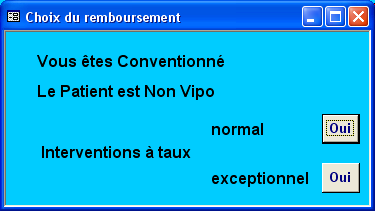 Choix du remboursement
Vous êtes Conventionné
Le Patient est Non Vipo
normal Oui
Interventions à taux
exceptionnel Oui